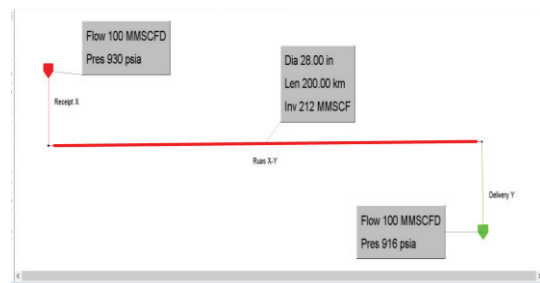 Flow 100 MMSCFD
Pres 930 psia
Dia 28.00 in
Len 200.00 km
Inv 212 MMSCF
Receipt X
Ruas X-Y
Delivery Y
Flow 100 MMSCFD
Pres 916 psia